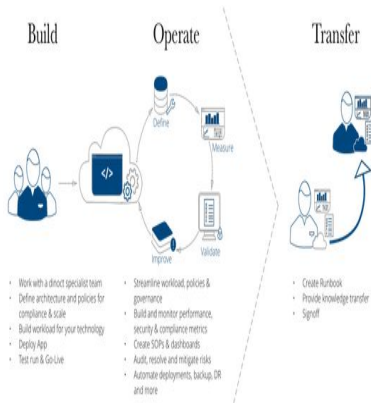 Build
Operate
Transfer
Define
Measure
</>
Improve
Validate
• Work with a dinoct specialist team
• Define architecture and policies for
compliance & scale
• Build workload for your technology
• Deploy App
• Test run & Go-Live
• Streamline workload, policies &
governance
• Build and monitor performance,
security & compliance metrics
• Create SOPs & dashboards
• Audit, resolve and mitigate risks
• Automate deployments, backup, DR
and more
• Create Runbook
• Provide knowledge transfer
• Signoff